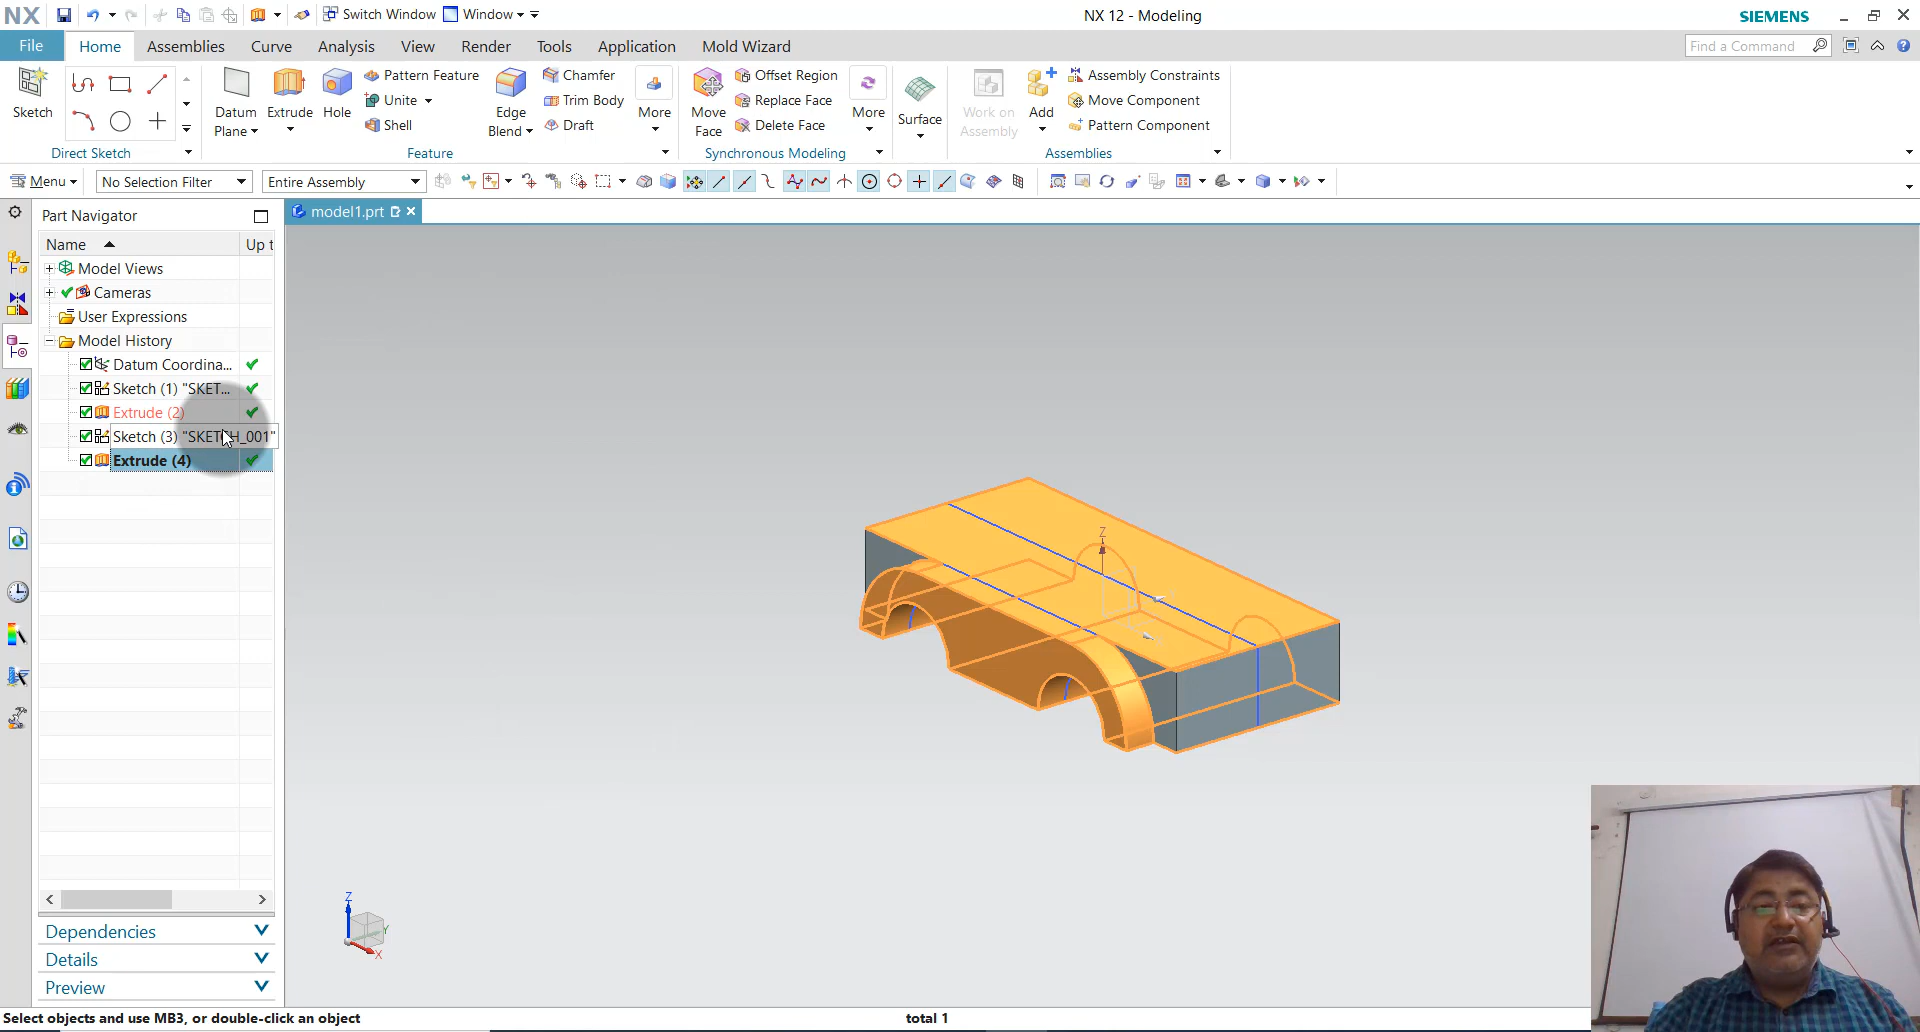 NX Switch Window Window NX 12 - Modeling SIEMENS
File Home Assemblies Curve Analysis View Render Tools Application Mold Wizard Find a Command
Sketch
Direct Sketch
Datum Plane
Extrude
Hole
Pattern Feature
Unite
Shell
Edge Blend
Chamfer
Trim Body
Draft
More
Feature
Move Face
Offset Region
Replace Face
Delete Face
More
Synchronous Modeling
Surface
Work on Assembly
Add
Assembly Constraints
Move Component
Pattern Component
Assemblies
Menu No Selection Filter Entire Assembly
Part Navigator
model1.prt
Name Up t
Model Views
Cameras
User Expressions
Model History
Datum Coordina...
Sketch (1) "SKET...
Extrude (2)
Sketch (3) "SKETCH_001"
Extrude (4)
Z
Z
Y
X
Dependencies
Details
Preview
Select objects and use MB3, or double-click an object total 1